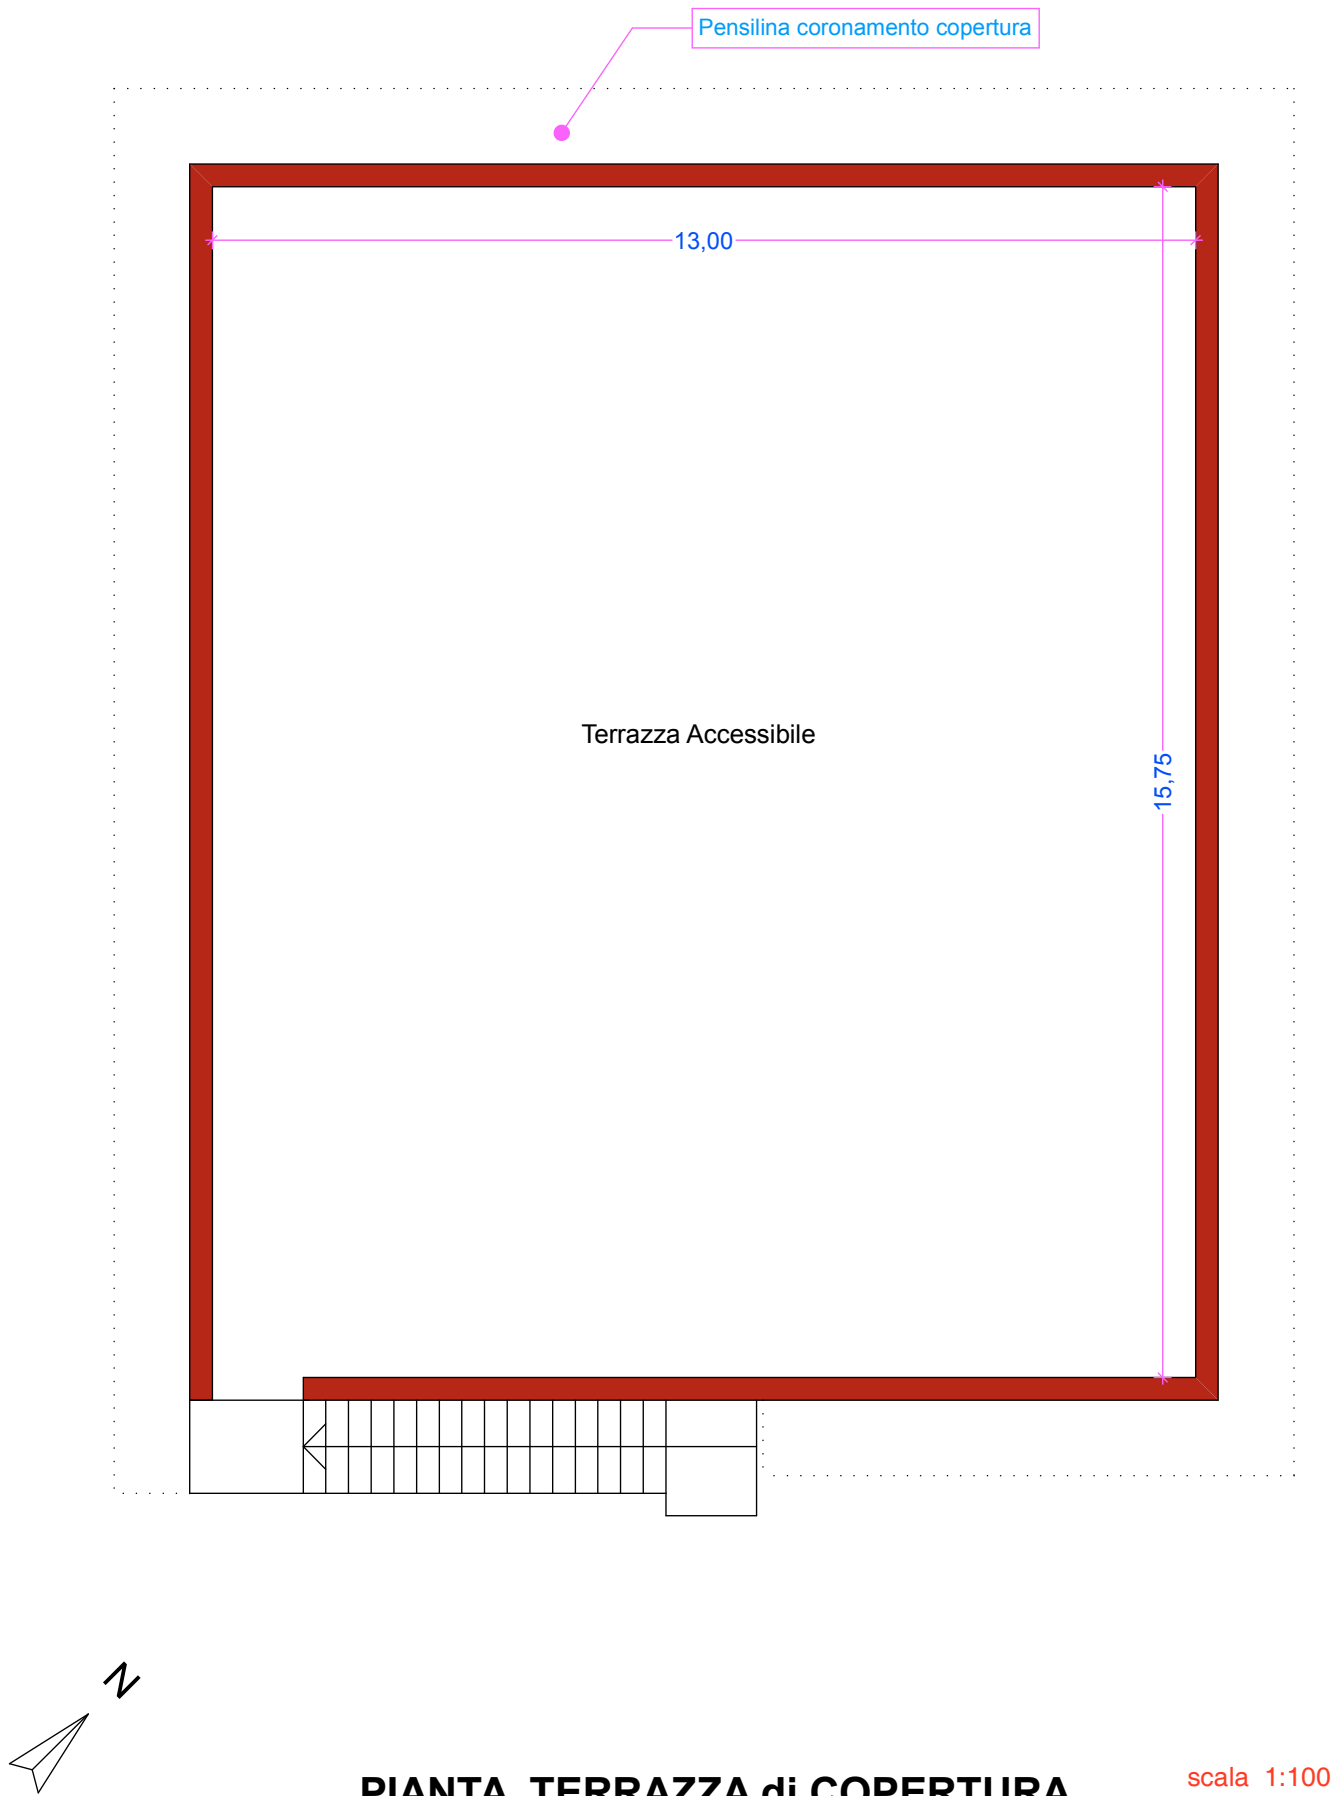 Pensilina coronamento copertura
13,00
Terrazza Accessibile
15,75
N
PIANTA TERRAZZA di COPERTURA
scala 1:100